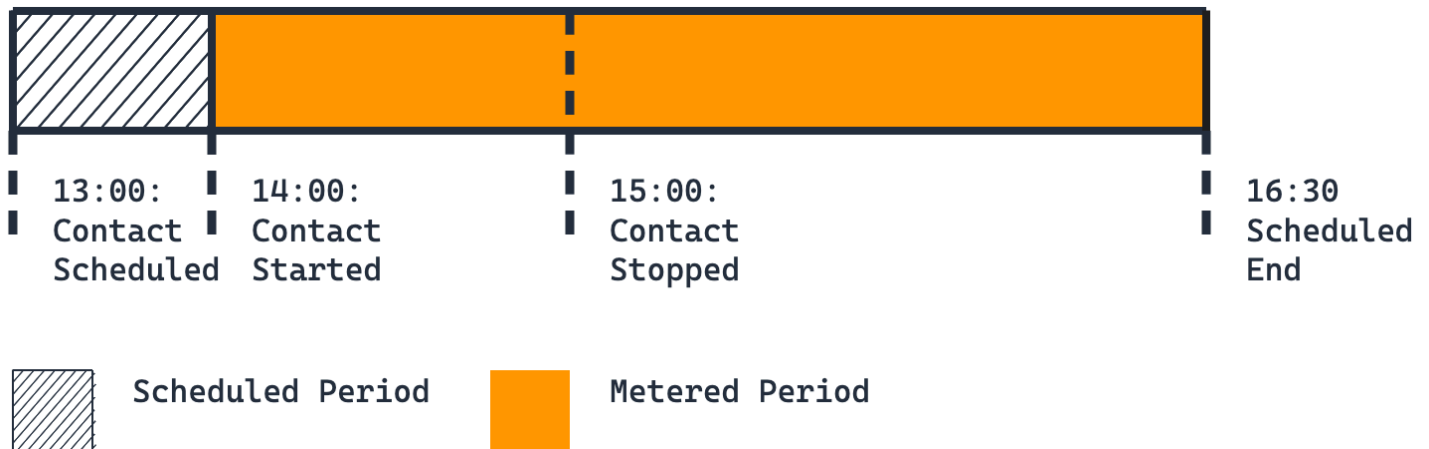 13:00:
Contact
Scheduled
14:00:
Contact
Started
15:00:
Contact
Stopped
16:30
Scheduled
End
Scheduled Period
Metered Period